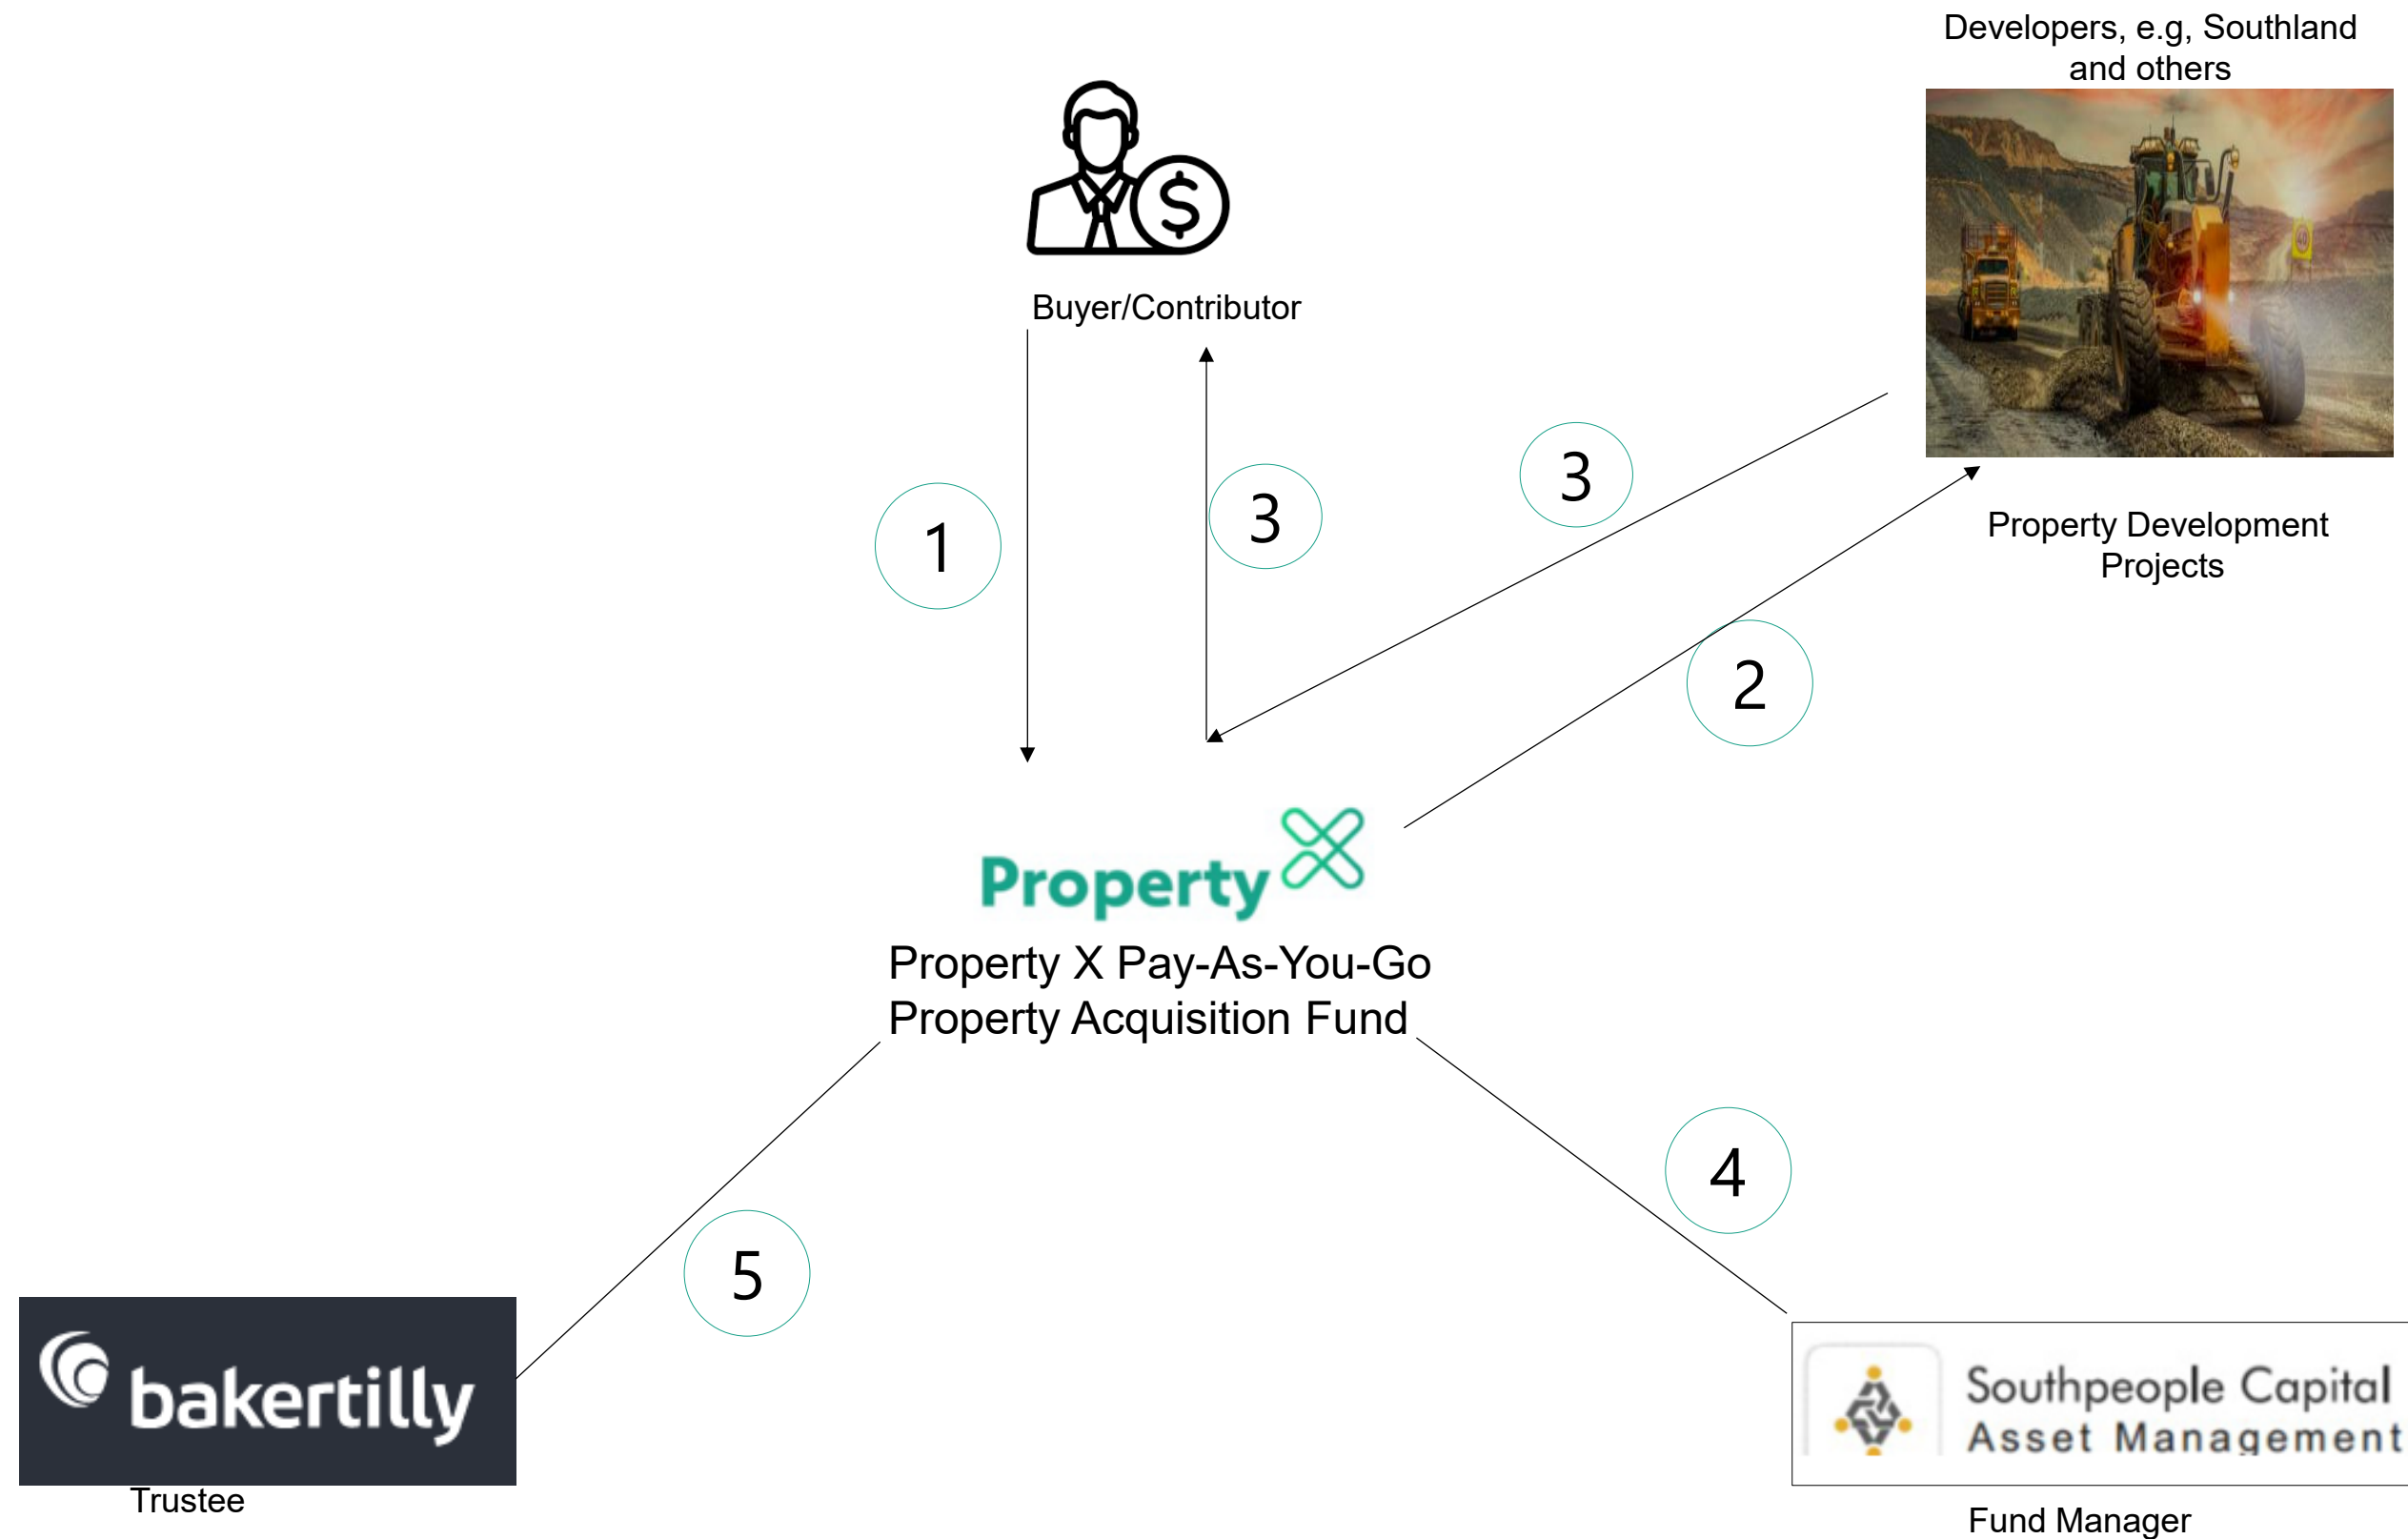 Developers, e.g, Southland
and others
$
Buyer/Contributor
1
3
3
Property Development
Projects
2
Property X
Property X Pay-As-You-Go
Property Acquisition Fund
4
5
bakertilly
Trustee
Southpeople Capital
Asset Management
Fund Manager